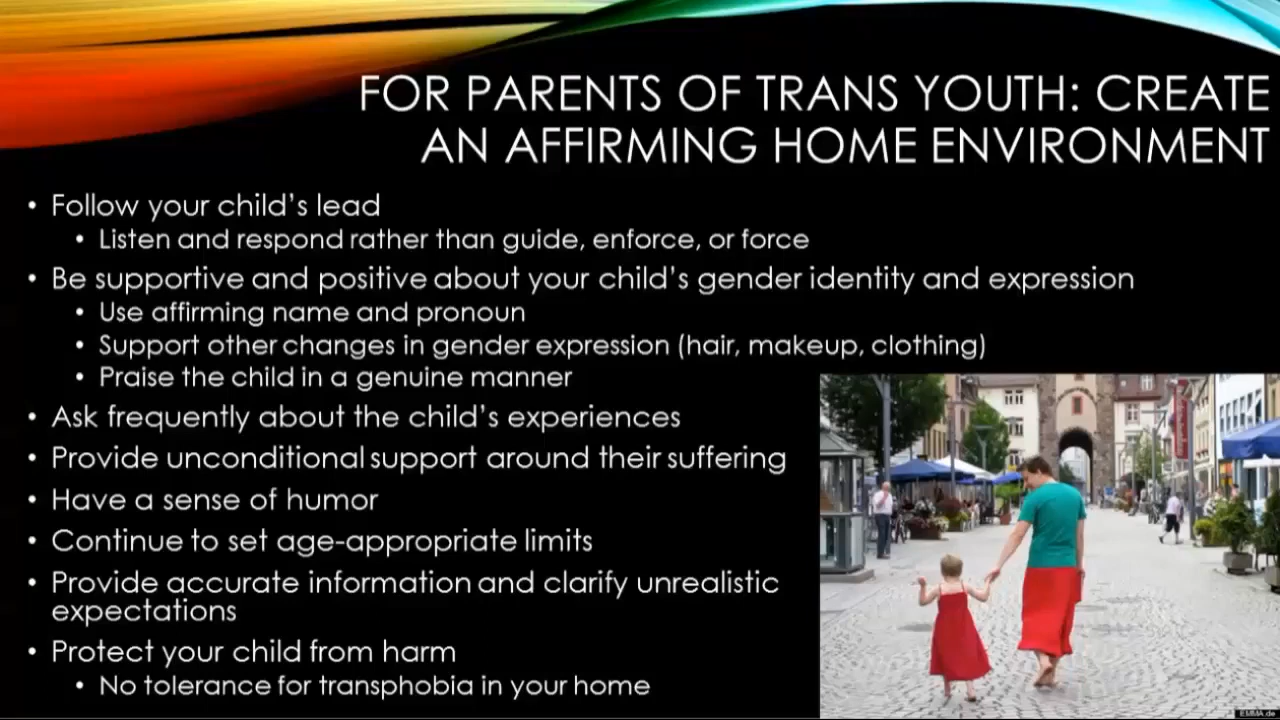 FOR PARENTS OF TRANS YOUTH: CREATE
AN AFFIRMING HOME ENVIRONMENT
• Follow your child's lead
• Listen and respond rather than guide, enforce, or force
• Be supportive and positive about your child's gender identity and expression
• Use affirming name and pronoun
• Support other changes in gender expression (hair, makeup, clothing)
• Praise the child in a genuine manner
• Ask frequently about the child's experiences
• Provide unconditional support around their suffering
• Have a sense of humor
• Continue to set age-appropriate limits
• Provide accurate information and clarify unrealistic
expectations
• Protect your child from harm
• No tolerance for transphobia in your home
EMMA.de